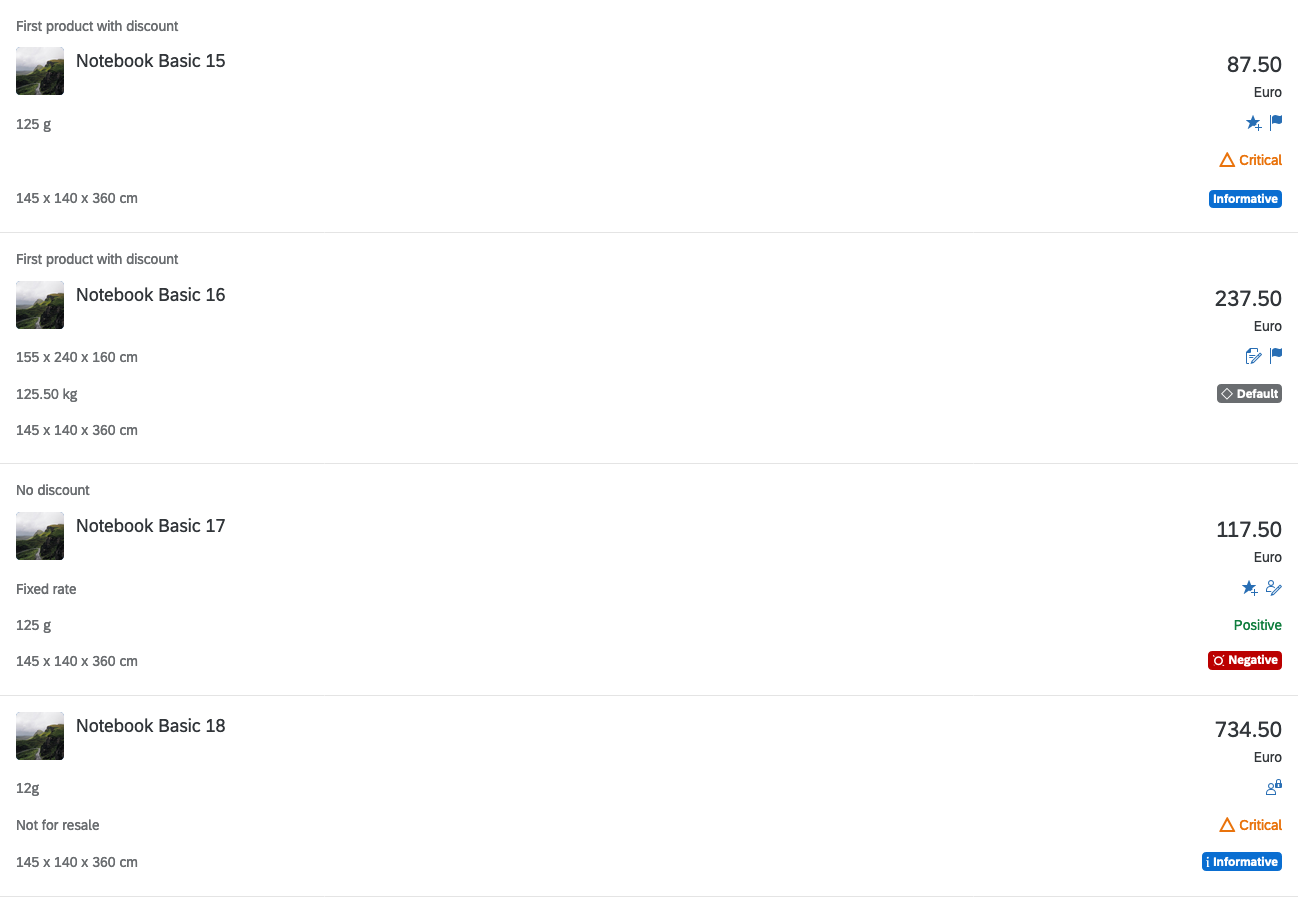 First product with discount
Notebook Basic 15
87.50
Euro
125 g
Critical
145 x 140 x 360 cm
Informative
First product with discount
Notebook Basic 16
237.50
Euro
155 x 240 x 160 cm
125.50 kg
Default
145 x 140 x 360 cm
No discount
Notebook Basic 17
117.50
Euro
Fixed rate
125 g
Positive
145 x 140 x 360 cm
Negative
Notebook Basic 18
734.50
Euro
12g
Not for resale
Critical
145 x 140 x 360 cm
Informative